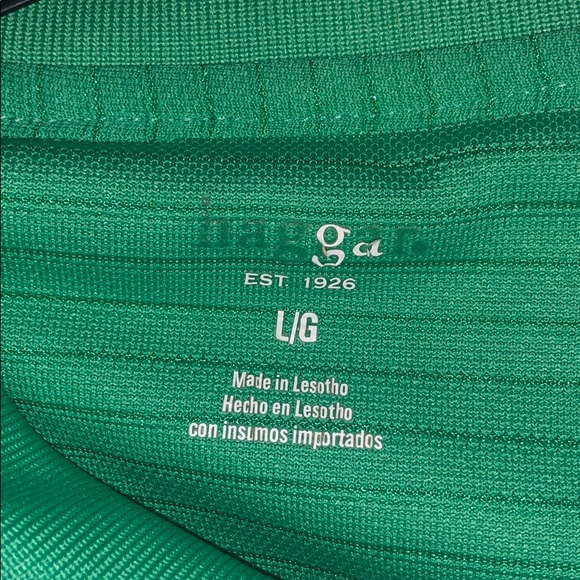 haggar.
EST. 1926
L/G
Made in Lesotho
Hecho en Lesotho
con insumos importados